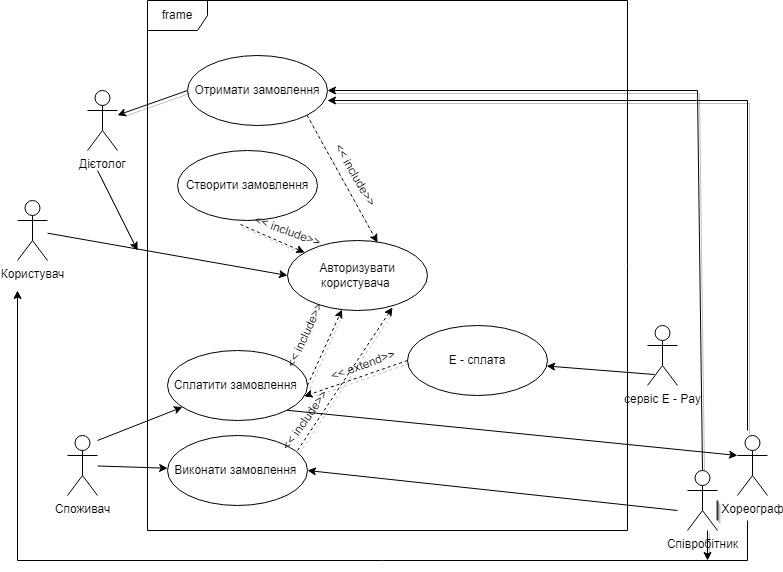 frame
Отримати замовлення
<< include>>
Дієтолог
Створити замовлення
<< include>>
Користувач
Авторизувати
користувача
<< include>>
<< extend>>
Е - сплата
Сплатити замовлення
сервіс E - Pay
<< include>>
Виконати замовлення
Споживач
Хореограф
Співробітник